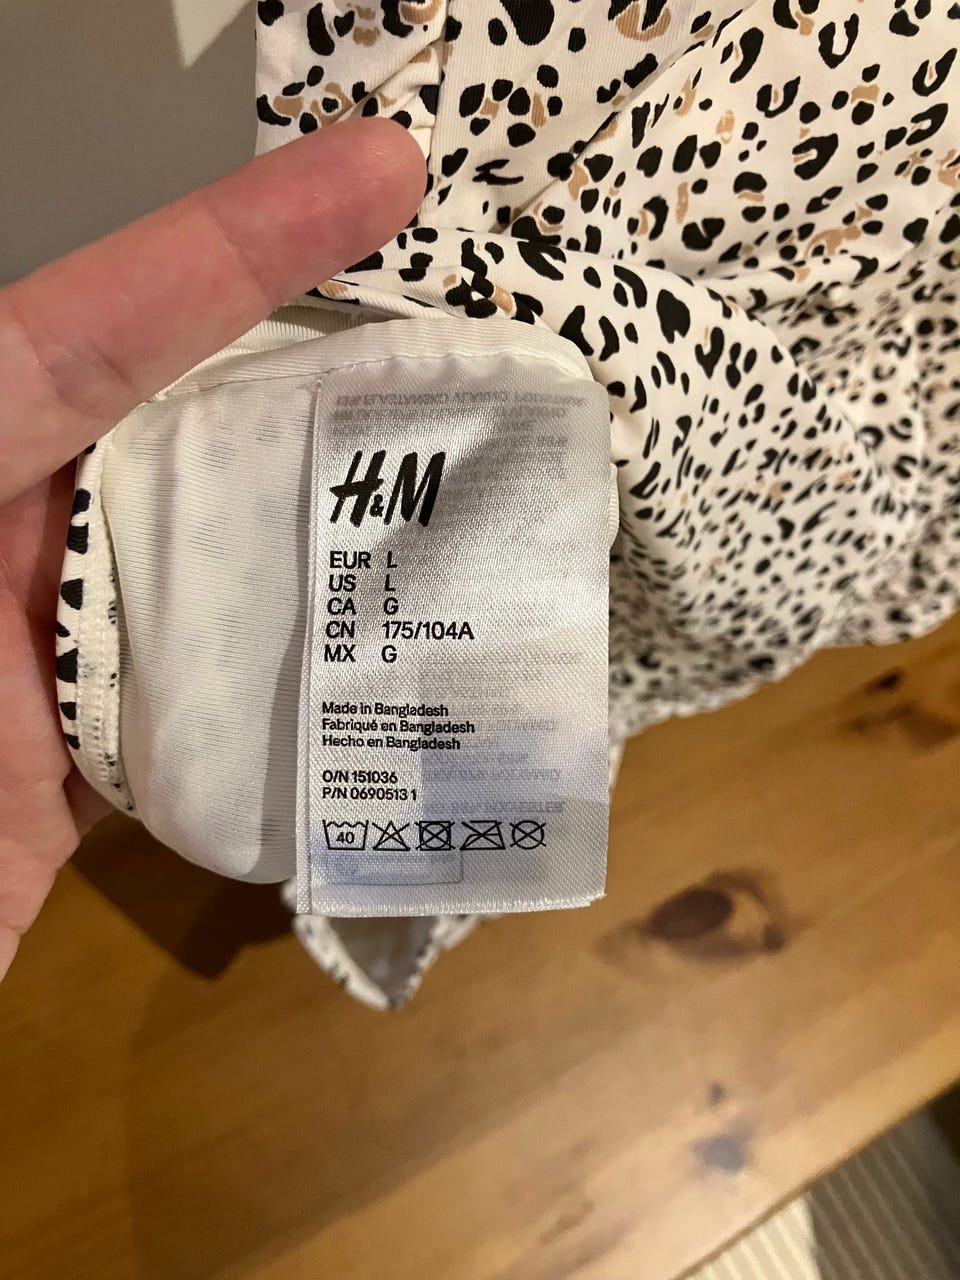 H&M
EUR L
US L
CA G
CN 175/104A
MX G
Made in Bangladesh
Fabriqué en Bangladesh
Hecho en Bangladesh
O/N 151036
P/N 0690513 1
40